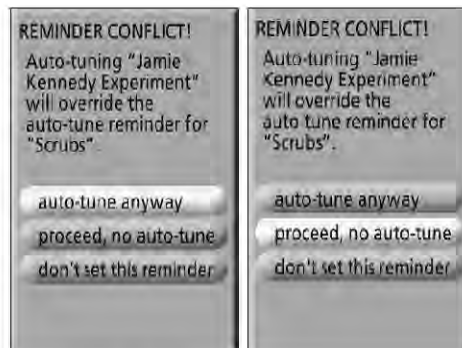 REMINDER CONFLICT!
Auto-tuning "Jamie
Kennedy Experiment"
will override the
auto-tune reminder for
"Scrubs".
auto-tune anyway
proceed, no auto-tune
don't set this reminder
REMINDER CONFLICT!
Auto-tuning "Jamie
Kennedy Experiment"
will override the
auto tune reminder for
"Scrubs".
auto-tune anyway
proceed, no auto-tune
don't set this reminder